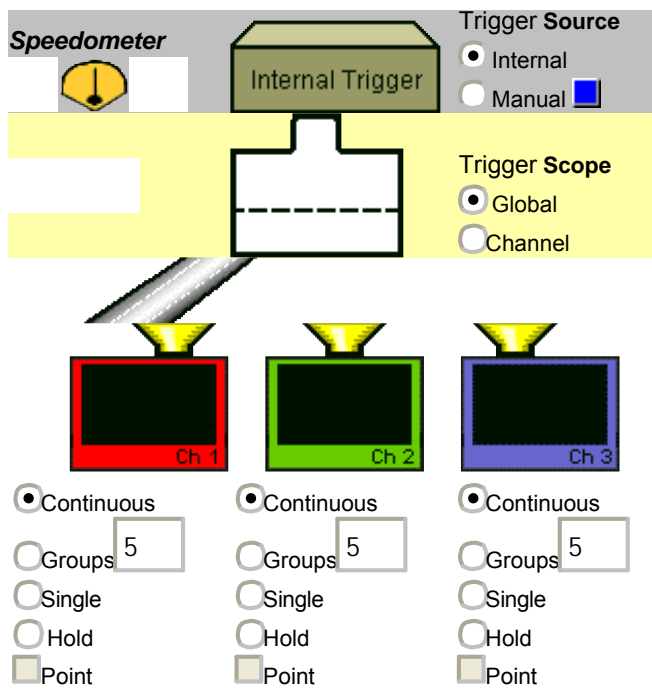 Speedometer
Internal Trigger
Trigger Source
Internal
Manual
Trigger Scope
Global
Channel
Ch 1
Ch 2
Ch 3
Continuous
Groups 5
Single
Hold
Point
Continuous
Groups 5
Single
Hold
Point
Continuous
Groups 5
Single
Hold
Point